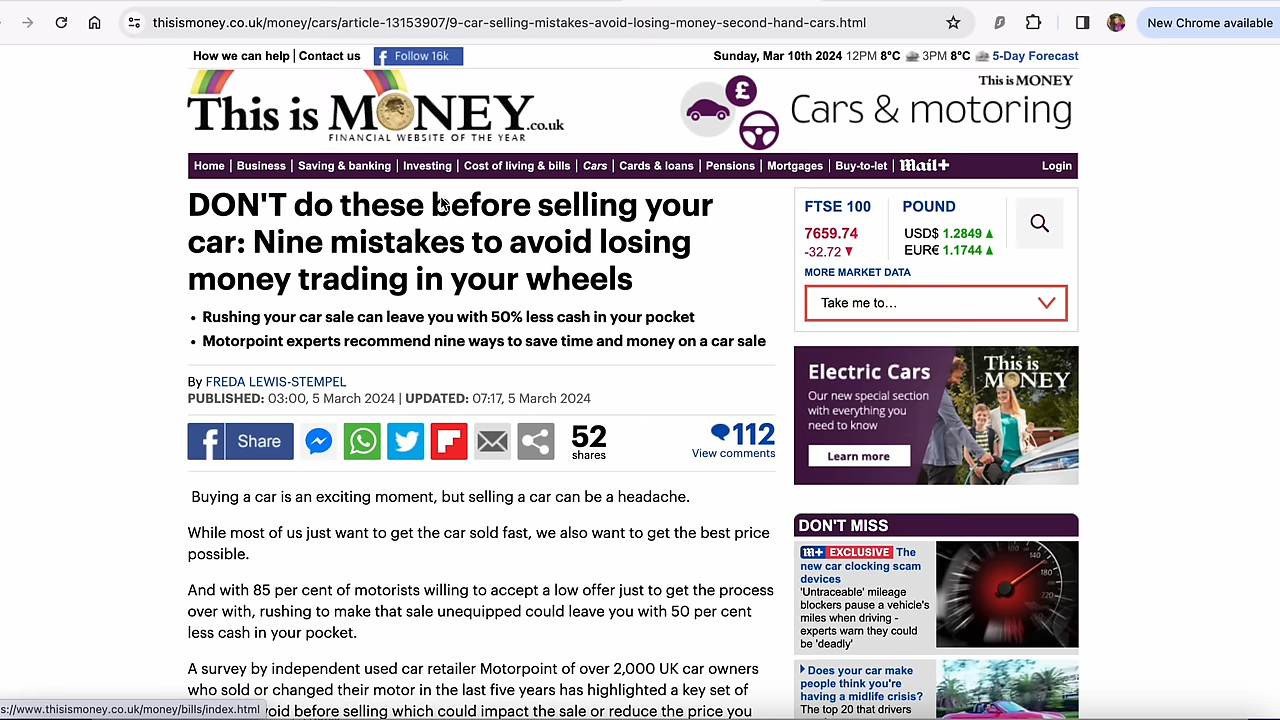 thisismoney.co.uk/money/cars/article-13153907/9-car-selling-mistakes-avoid-losing-money-second-hand-cars.html
New Chrome available
How we can help | Contact us
Follow 16k
Sunday, Mar 10th 2024 12PM 8°C 3PM 8°C 5-Day Forecast
This is MONEY.co.uk
FINANCIAL WEBSITE OF THE YEAR
£
This is MONEY
Cars & motoring
Home | Business | Saving & banking | Investing | Cost of living & bills | Cars | Cards & loans | Pensions | Mortgages | Buy-to-let | Mail+
Login
DON'T do these before selling your
car: Nine mistakes to avoid losing
money trading in your wheels
• Rushing your car sale can leave you with 50% less cash in your pocket
• Motorpoint experts recommend nine ways to save time and money on a car sale
By FREDA LEWIS-STEMPEL
PUBLISHED: 03:00, 5 March 2024 | UPDATED: 07:17, 5 March 2024
Share
52
shares
112
View comments
Buying a car is an exciting moment, but selling a car can be a headache.
While most of us just want to get the car sold fast, we also want to get the best price
possible.
And with 85 per cent of motorists willing to accept a low offer just to get the process
over with, rushing to make that sale unequipped could leave you with 50 per cent
less cash in your pocket.
A survey by independent used car retailer Motorpoint of over 2,000 UK car owners
who sold or changed their motor in the last five years has highlighted a key set of
oid before selling which could impact the sale or reduce the price you
s://www.thisismoney.co.uk/money/bills/index.html
FTSE 100
7659.74
-32.72
POUND
USD$ 1.2849
EUR€ 1.1744
MORE MARKET DATA
Take me to...
Electric Cars
Our new special section
with everything you
need to know
Learn more
This is
MONEY
DON'T MISS
m+ EXCLUSIVE The
new car clocking scam
devices
'Untraceable' mileage
blockers pause a vehicle's
miles when driving -
experts warn they could
be 'deadly'
140
180
220
Does your car make
people think you're
having a midlife crisis?
The top 20 that drivers